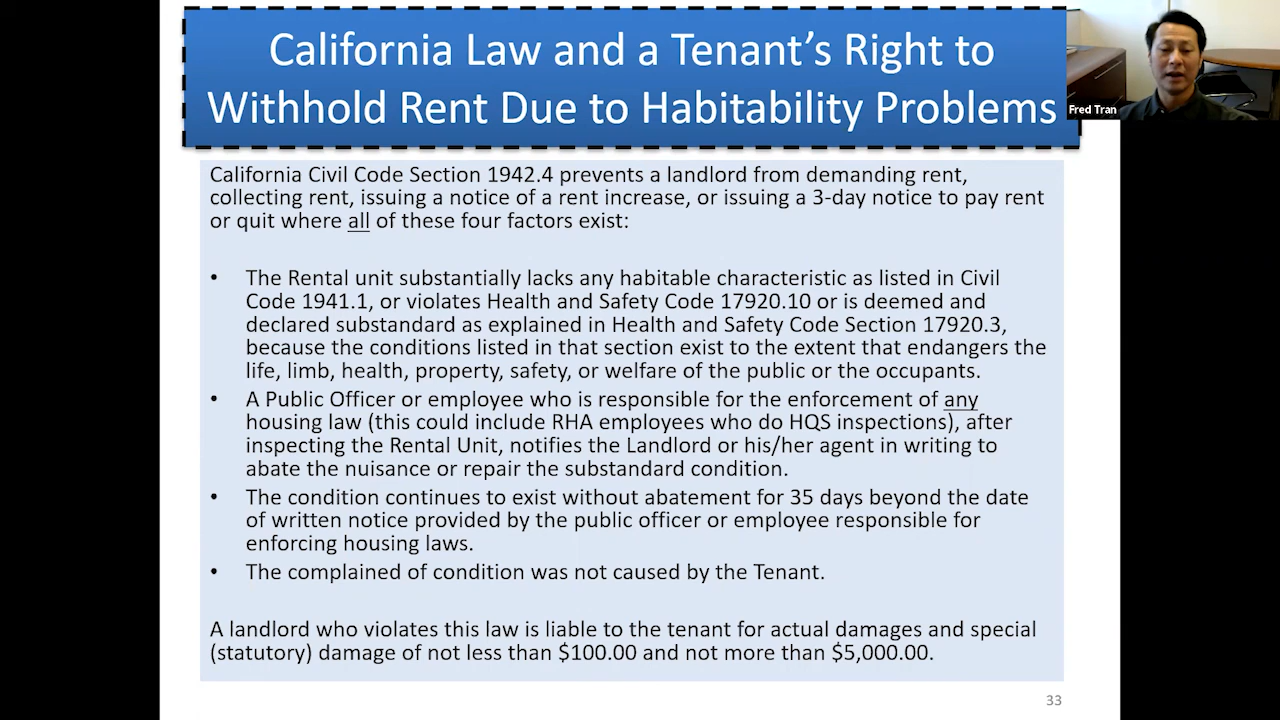 California Law and a Tenant's Right to
Withhold Rent Due to Habitability Problems
Fred Tran
California Civil Code Section 1942.4 prevents a landlord from demanding rent,
collecting rent, issuing a notice of a rent increase, or issuing a 3-day notice to pay rent
or quit where all of these four factors exist:
• The Rental unit substantially lacks any habitable characteristic as listed in Civil
Code 1941.1, or violates Health and Safety Code 17920.10 or is deemed and
declared substandard as explained in Health and Safety Code Section 17920.3,
because the conditions listed in that section exist to the extent that endangers the
life, limb, health, property, safety, or welfare of the public or the occupants.
• A Public Officer or employee who is responsible for the enforcement of any
housing law (this could include RHA employees who do HQS inspections), after
inspecting the Rental Unit, notifies the Landlord or his/her agent in writing to
abate the nuisance or repair the substandard condition.
• The condition continues to exist without abatement for 35 days beyond the date
of written notice provided by the public officer or employee responsible for
enforcing housing laws.
• The complained of condition was not caused by the Tenant.
A landlord who violates this law is liable to the tenant for actual damages and special
(statutory) damage of not less than $100.00 and not more than $5,000.00.
33